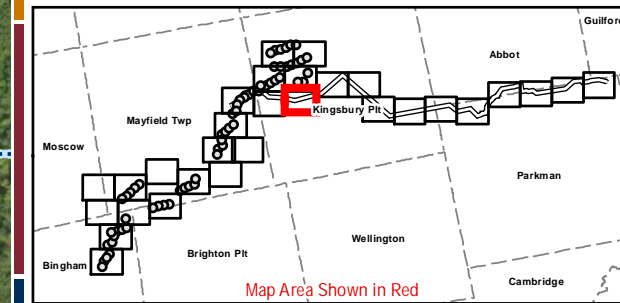 Guilford
Abbot
Kingsbury Plt
Mayfield Twp
Moscow
Parkman
Wellington
Brighton Plt
Bingham
Cambridge
Map Area Shown in Red